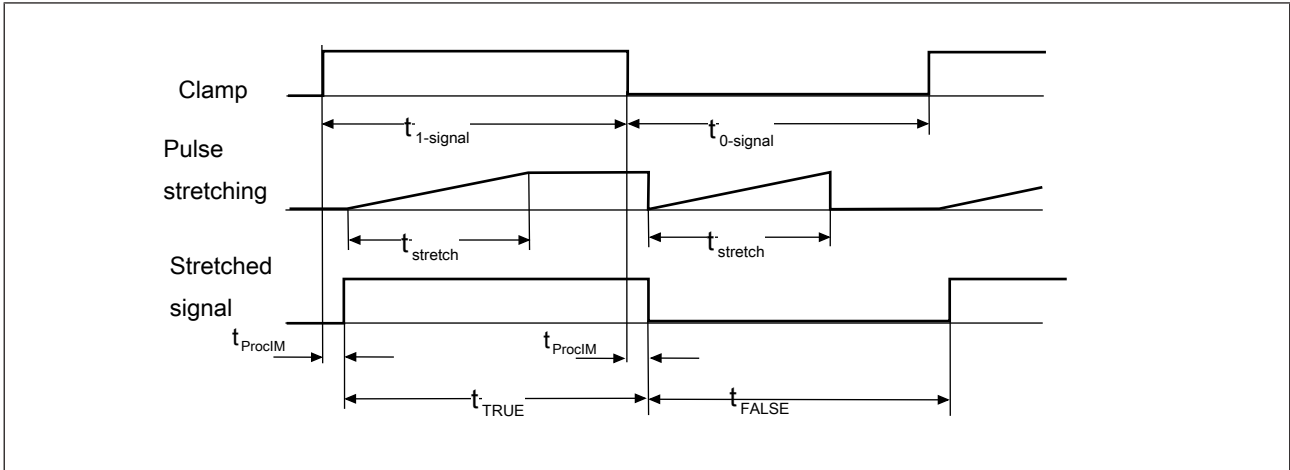 Clamp
t1-signal
t0-signal
Pulse
stretching
tstretch
tstretch
Stretched
signal
tProcIM
tProcIM
tTRUE
tFALSE